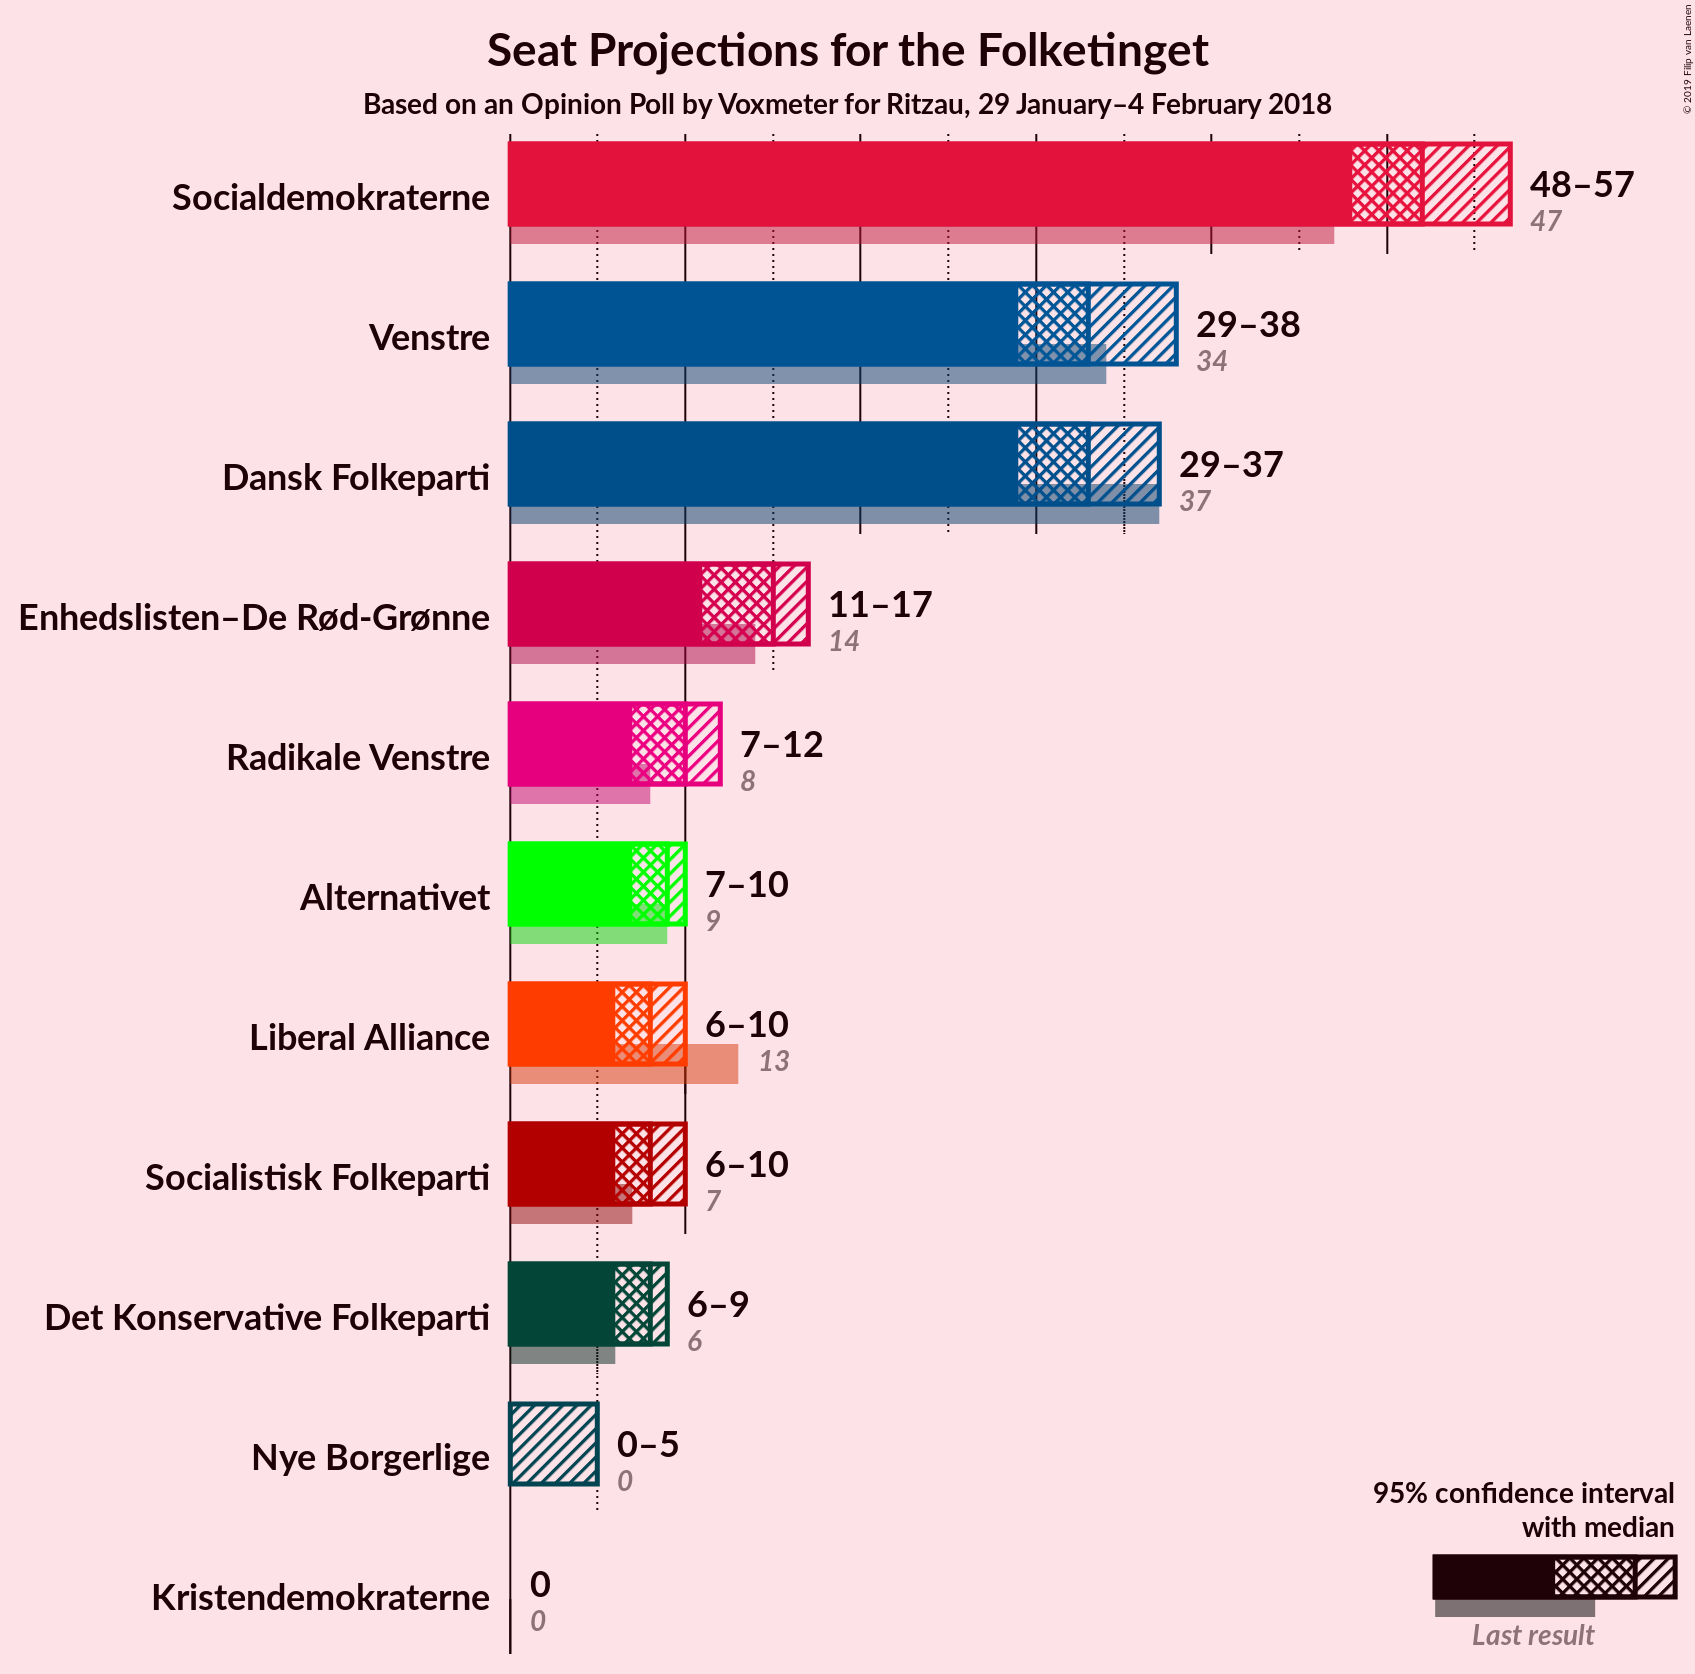 Seat Projections for the Folketinget
Based on an Opinion Poll by Voxmeter for Ritzau, 29 January–4 February 2018
© 2019 Filip van Laenen
Socialdemokraterne
48–57
47
Venstre
29–38
34
Dansk Folkeparti
29–37
37
Enhedslisten–De Rød-Grønne
11–17
14
Radikale Venstre
7–12
8
Alternativet
7–10
9
Liberal Alliance
6–10
13
Socialistisk Folkeparti
6–10
7
Det Konservative Folkeparti
6–9
6
Nye Borgerlige
0–5
0
Kristendemokraterne
0
0
95% confidence interval
with median
Last result